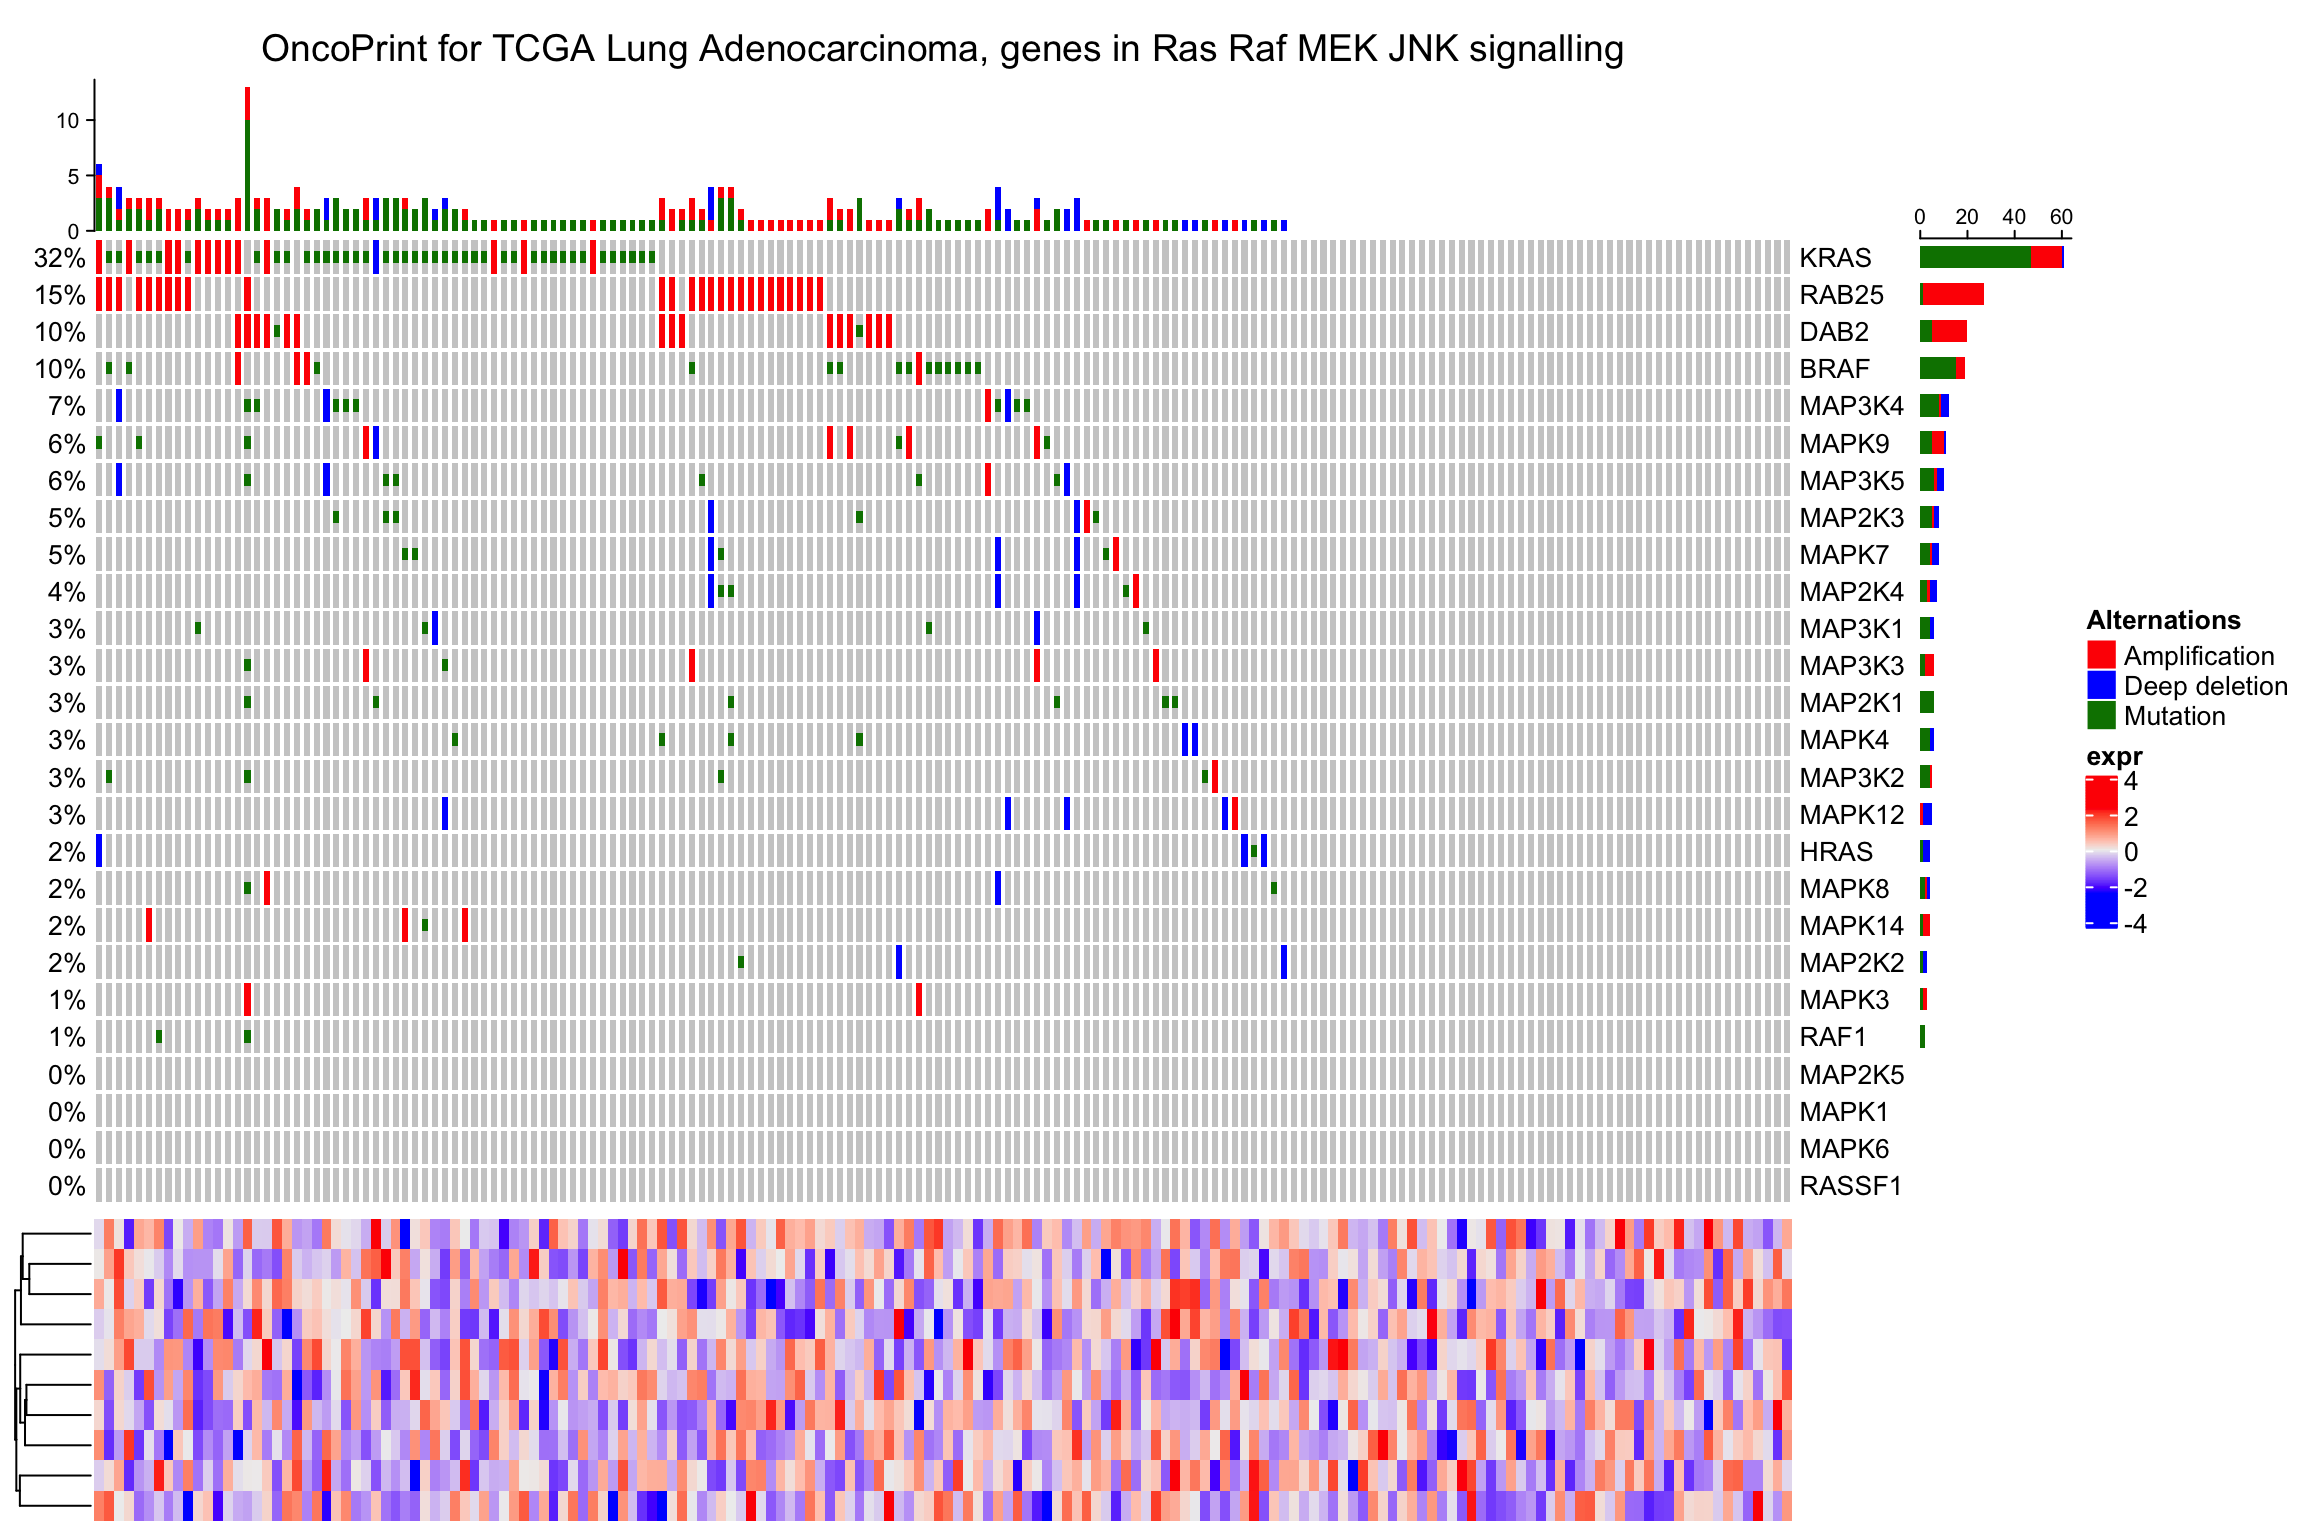 OncoPrint for TCGA Lung Adenocarcinoma, genes in Ras Raf MEK JNK signalling
10
5
0
0 20 40 60
32% KRAS
15% RAB25
10% DAB2
10% BRAF
7% MAP3K4
6% MAPK9
6% MAP3K5
5% MAP2K3
5% MAPK7
4% MAP2K4
3% MAP3K1
3% MAP3K3
3% MAP2K1
3% MAPK4
3% MAP3K2
3% MAPK12
2% HRAS
2% MAPK8
2% MAPK14
2% MAP2K2
1% MAPK3
1% RAF1
0% MAP2K5
0% MAPK1
0% MAPK6
0% RASSF1
Alternations
Amplification
Deep deletion
Mutation
expr
4
2
0
-2
-4